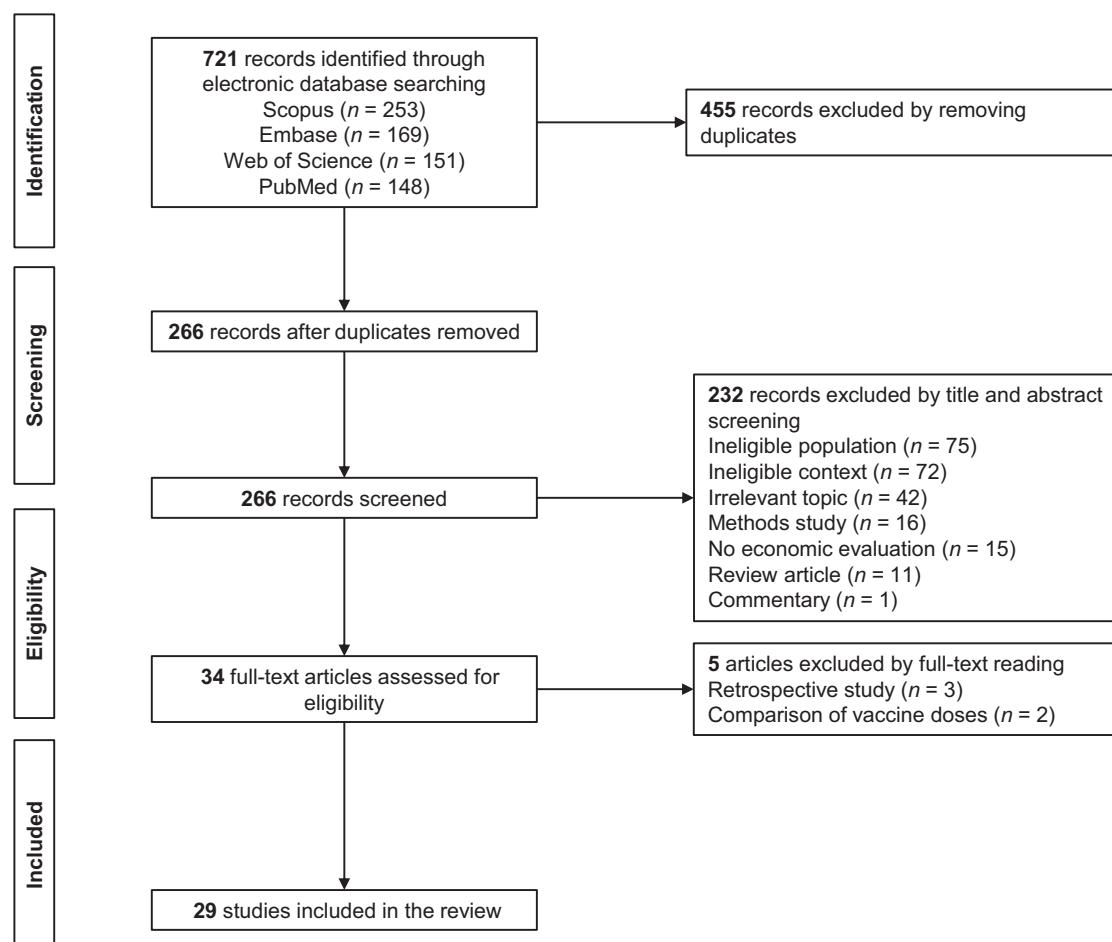 Identification
721 records identified through
electronic database searching
Scopus (n = 253)
Embase (n = 169)
Web of Science (n = 151)
PubMed (n = 148)
455 records excluded by removing
duplicates
Screening
266 records after duplicates removed
232 records excluded by title and abstract
screening
Ineligible population (n = 75)
Ineligible context (n = 72)
Irrelevant topic (n = 42)
Methods study (n = 16)
No economic evaluation (n = 15)
Review article (n = 11)
Commentary (n = 1)
266 records screened
Eligibility
34 full-text articles assessed for
eligibility
5 articles excluded by full-text reading
Retrospective study (n = 3)
Comparison of vaccine doses (n = 2)
Included
29 studies included in the review